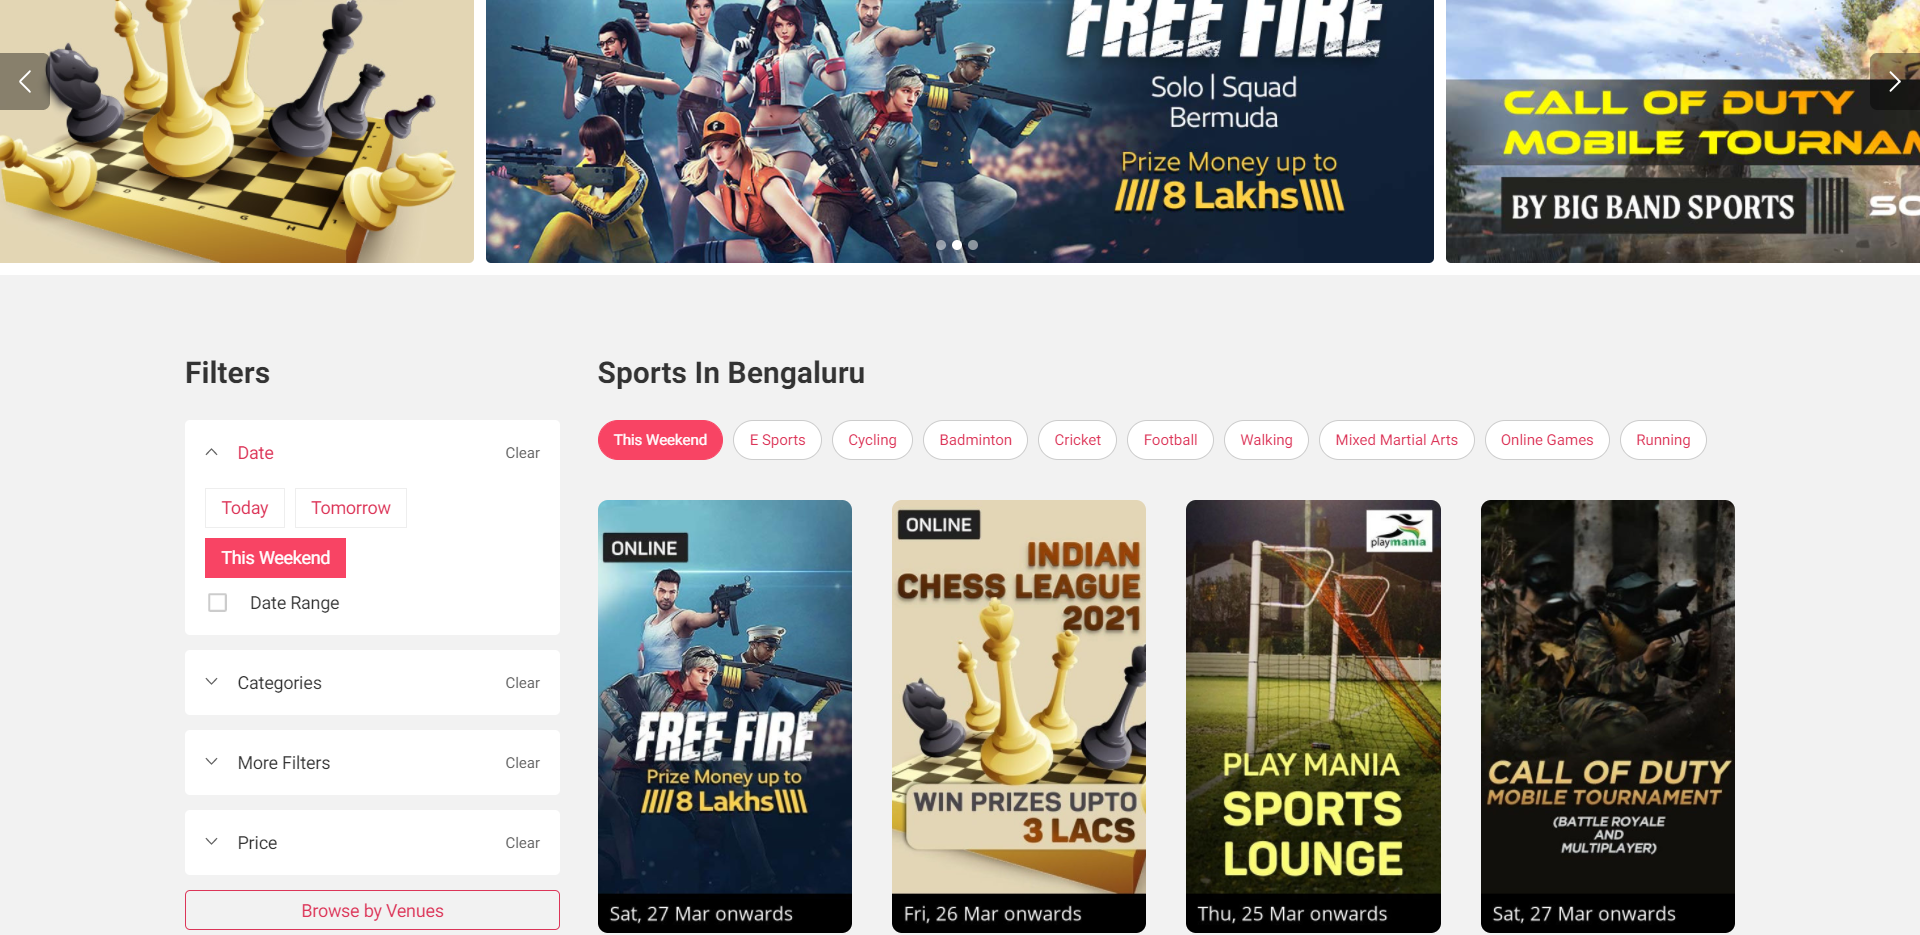 FREE FIRE
Solo | Squad
Bermuda
Prize Money up to
8 Lakhs
CALL OF DUTY
MOBILE TOURNAM
BY BIG BAND SPORTS
SO
D E F G H
Filters
Date Clear
Today Tomorrow
This Weekend
Date Range
Categories Clear
More Filters Clear
Price Clear
Browse by Venues
Sports In Bengaluru
This Weekend E Sports Cycling Badminton Cricket Football Walking Mixed Martial Arts Online Games Running
ONLINE
FREE FIRE
Prize Money up to
8 Lakhs
Sat, 27 Mar onwards
ONLINE
INDIAN
CHESS LEAGUE
2021
WIN PRIZES UPTO
3 LACS
Fri, 26 Mar onwards
playmania
PLAY MANIA
SPORTS
LOUNGE
Thu, 25 Mar onwards
CALL OF DUTY
MOBILE TOURNAMENT
(BATTLE ROYALE
AND
MULTIPLAYER)
Sat, 27 Mar onwards